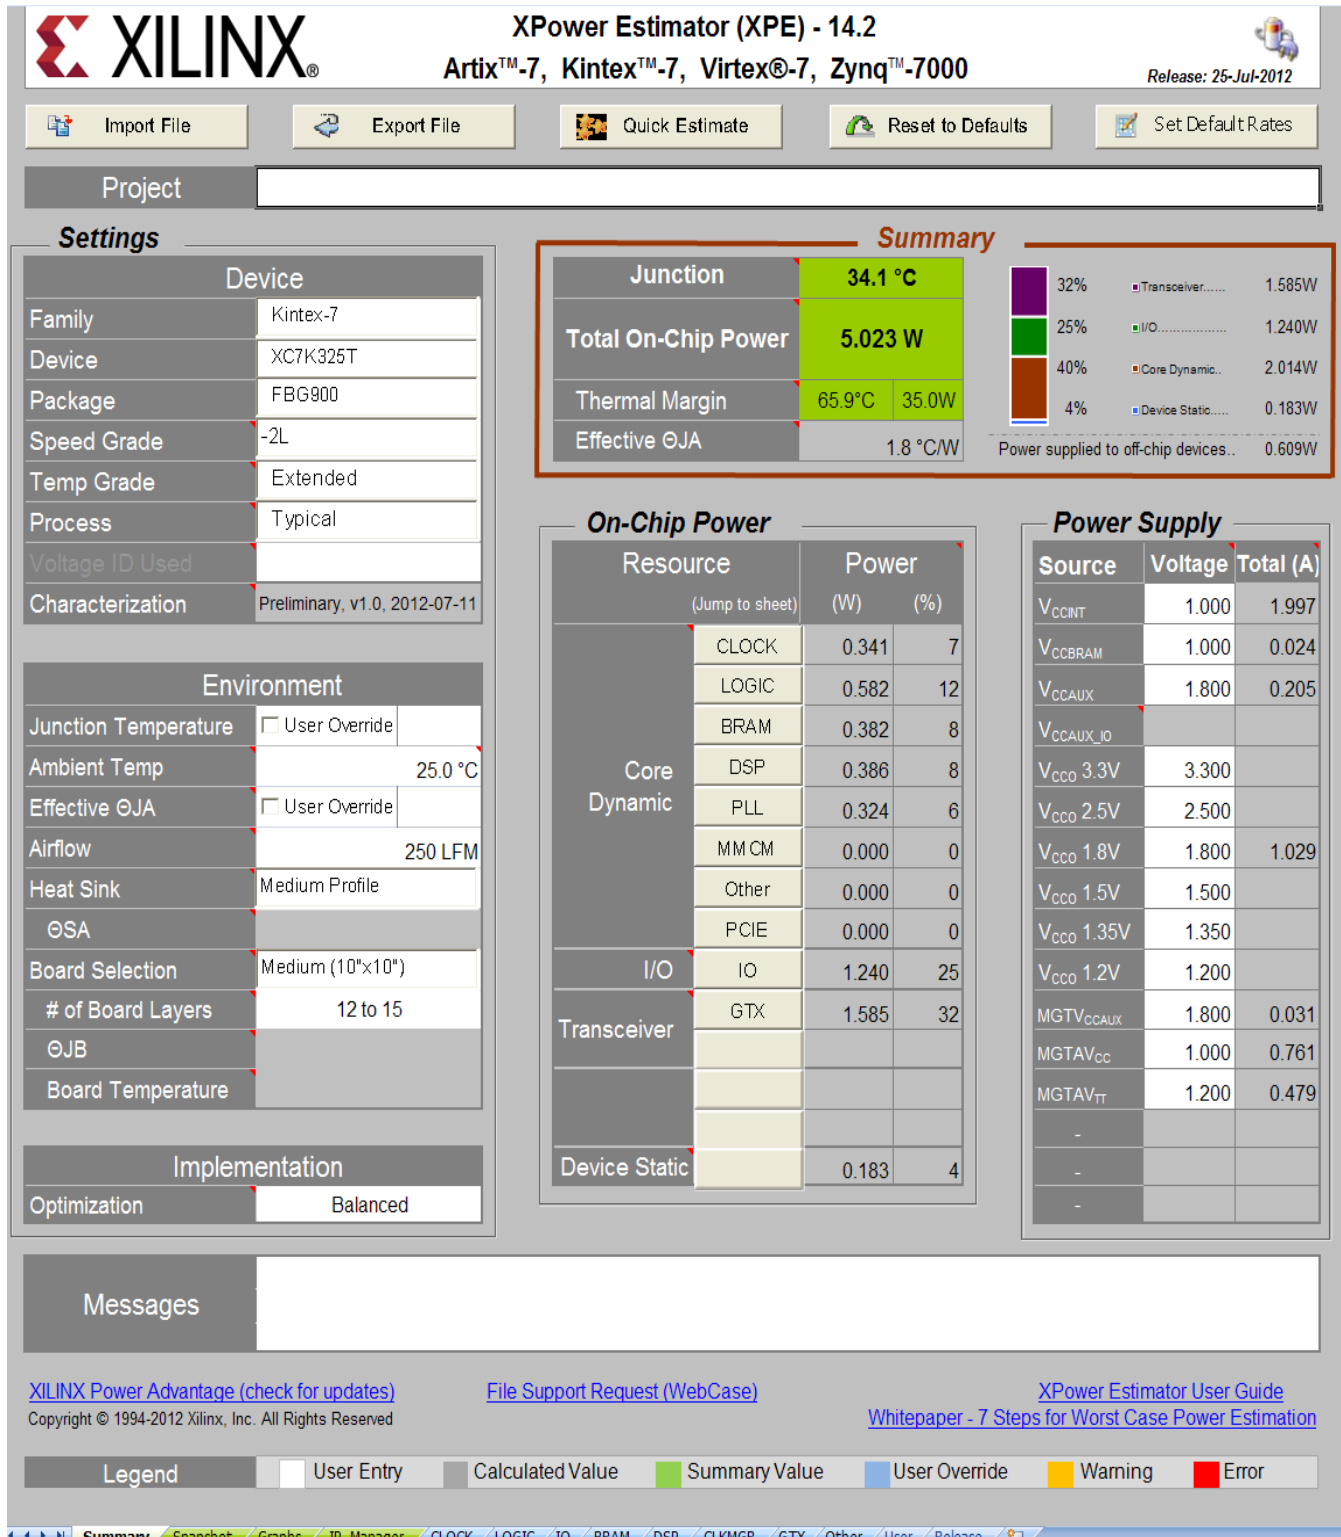 XILINX®
XPower Estimator (XPE) - 14.2
Artix™-7, Kintex™-7, Virtex®-7, Zynq™-7000
Release: 25-Jul-2012
Import File
Export File
Quick Estimate
Reset to Defaults
Set Default Rates
Project
Settings
Device
Family Kintex-7
Device XC7K325T
Package FBG900
Speed Grade -2L
Temp Grade Extended
Process Typical
Voltage ID Used
Characterization Preliminary, v1.0, 2012-07-11
Environment
Junction Temperature User Override
Ambient Temp 25.0 °C
Effective ΘJA User Override
Airflow 250 LFM
Heat Sink Medium Profile
ΘSA
Board Selection Medium (10"x10")
# of Board Layers 12 to 15
ΘJB
Board Temperature
Implementation
Optimization Balanced
Summary
Junction 34.1 °C
Total On-Chip Power 5.023 W
Thermal Margin 65.9°C 35.0W
Effective ΘJA 1.8 °C/W
32% Transceiver...... 1.585W
25% I/O................. 1.240W
40% Core Dynamic.. 2.014W
4% Device Static..... 0.183W
Power supplied to off-chip devices.. 0.609W
On-Chip Power
Resource Power
(Jump to sheet) (W) (%)
Core Dynamic
CLOCK 0.341 7
LOGIC 0.582 12
BRAM 0.382 8
DSP 0.386 8
PLL 0.324 6
MMCM 0.000 0
Other 0.000 0
PCIE 0.000 0
I/O IO 1.240 25
Transceiver GTX 1.585 32
Device Static 0.183 4
Power Supply
Source Voltage Total (A)
VCCINT 1.000 1.997
VCCBRAM 1.000 0.024
VCCAUX 1.800 0.205
VCCAUX_IO
VCCO 3.3V 3.300
VCCO 2.5V 2.500
VCCO 1.8V 1.800 1.029
VCCO 1.5V 1.500
VCCO 1.35V 1.350
VCCO 1.2V 1.200
MGTVCCAUX 1.800 0.031
MGTAVCC 1.000 0.761
MGTAVTT 1.200 0.479
-
-
-
Messages
XILINX Power Advantage (check for updates)
File Support Request (WebCase)
XPower Estimator User Guide
Copyright © 1994-2012 Xilinx, Inc. All Rights Reserved
Whitepaper - 7 Steps for Worst Case Power Estimation
Legend User Entry Calculated Value Summary Value User Override Warning Error
Summary Snapshot Graphs IP_Manager CLOCK LOGIC IO BRAM DSP CLKMGR GTX Other User Release